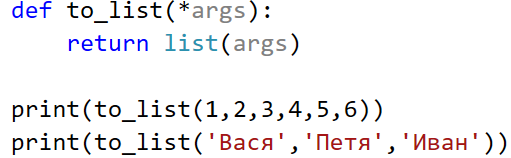 def to_list(*args):
    return list(args)

print(to_list(1,2,3,4,5,6))
print(to_list('Вася','Петя','Иван'))